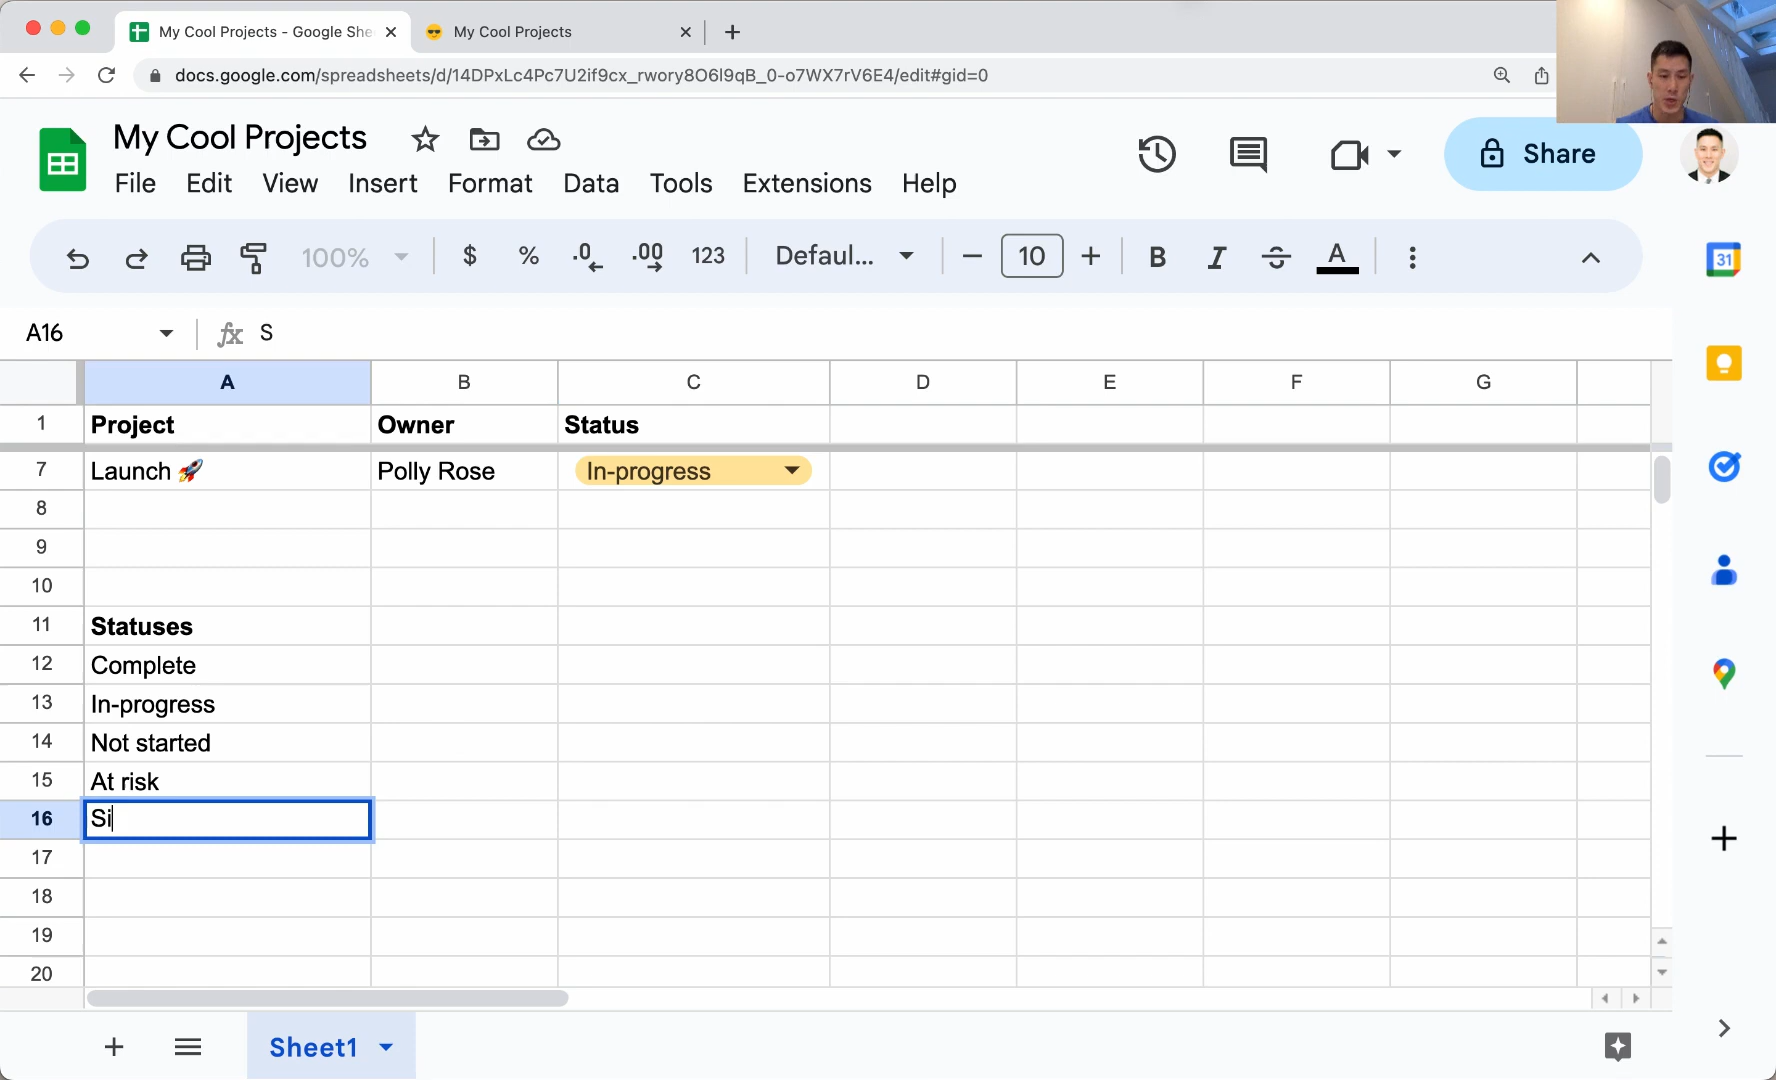 My Cool Projects - Google She
My Cool Projects
docs.google.com/spreadsheets/d/14DPxLc4Pc7U2if9cx_rwory8O6l9qB_0-o7WX7rV6E4/edit#gid=0
My Cool Projects
File Edit View Insert Format Data Tools Extensions Help
Share
100% $ % .0 .00 123 Defaul... 10 B I S A
31
A16 fx S
A B C D E F G
1 Project Owner Status
7 Launch 🚀 Polly Rose In-progress
8
9
10
11 Statuses
12 Complete
13 In-progress
14 Not started
15 At risk
16 Si
17
18
19
20
Sheet1